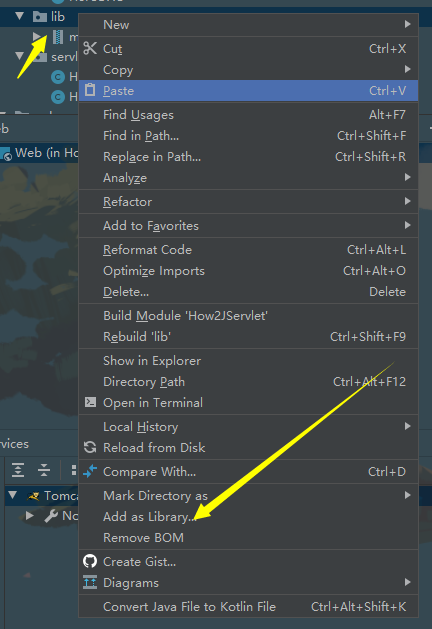 lib
New
Cut Ctrl+X
Copy
Paste Ctrl+V
Find Usages Alt+F7
Find in Path... Ctrl+Shift+F
Replace in Path... Ctrl+Shift+R
Analyze
Refactor
Add to Favorites
Reformat Code Ctrl+Alt+L
Optimize Imports Ctrl+Alt+O
Delete... Delete
Build Module 'How2JServlet'
Rebuild 'lib' Ctrl+Shift+F9
Show in Explorer
Directory Path Ctrl+Alt+F12
Open in Terminal
Local History
Reload from Disk
Compare With... Ctrl+D
Mark Directory as
Add as Library...
Remove BOM
Create Gist...
Diagrams
Convert Java File to Kotlin File Ctrl+Alt+Shift+K
m
servl
H
H
eb
Web (in Ho
rvices
Tomca
No